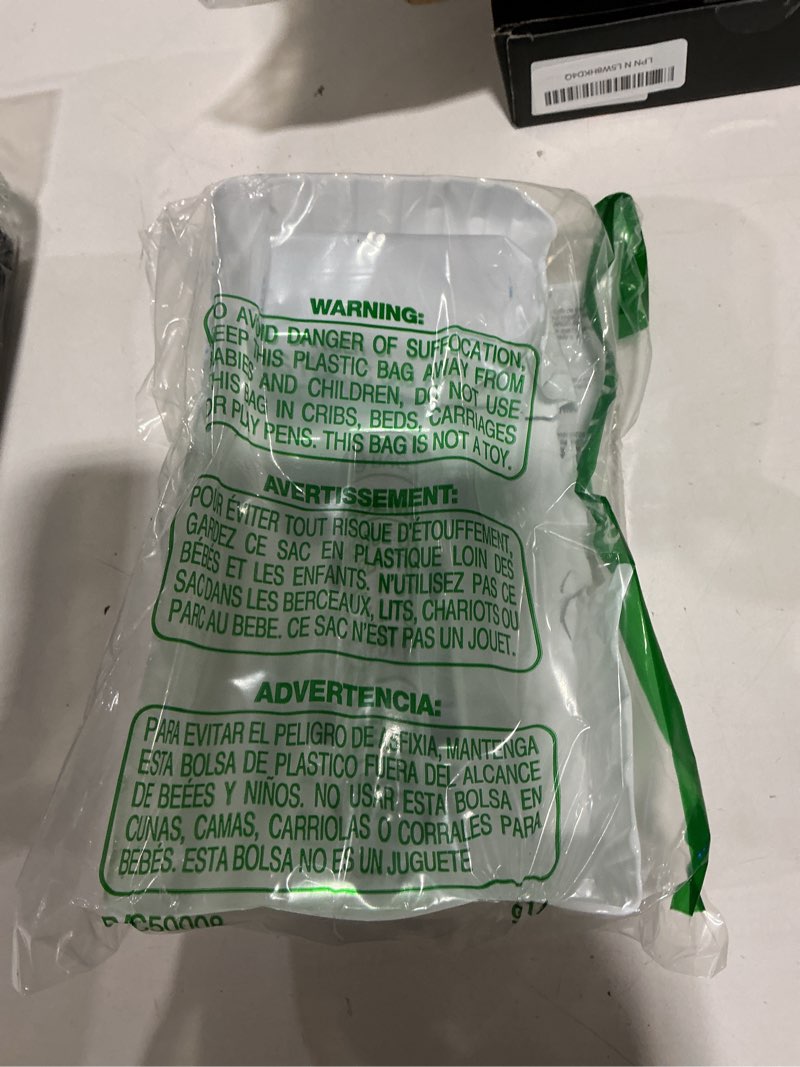 LPN N L5W8HKD4Q
WARNING:
O AVOID DANGER OF SUFFOCATION,
EEP THIS PLASTIC BAG AWAY FROM
ABIES AND CHILDREN, DO NOT USE
HIS BAG IN CRIBS, BEDS, CARRIAGES
OR PLAY PENS. THIS BAG IS NOT A TOY.
AVERTISSEMENT:
POUR ÉVITER TOUT RISQUE D'ÉTOUFFEMENT,
GARDEZ CE SAC EN PLASTIQUE LOIN DES
BÉBÉS ET LES ENFANTS, N'UTILISEZ PAS CE
SAC DANS LES BERCEAUX, LITS, CHARIOTS OU
PARC AU BEBE. CE SAC N'EST PAS UN JOUET.
ADVERTENCIA:
PARA EVITAR EL PELIGRO DE ASFIXIA, MANTENGA
ESTA BOLSA DE PLASTICO FUERA DEL ALCANCE
DE BEÉES Y NIÑOS. NO USAR ESTA BOLSA EN
CUNAS, CAMAS, CARRIOLAS O CORRALES PARA
BEBÉS. ESTA BOLSA NO ES UN JUGUETE